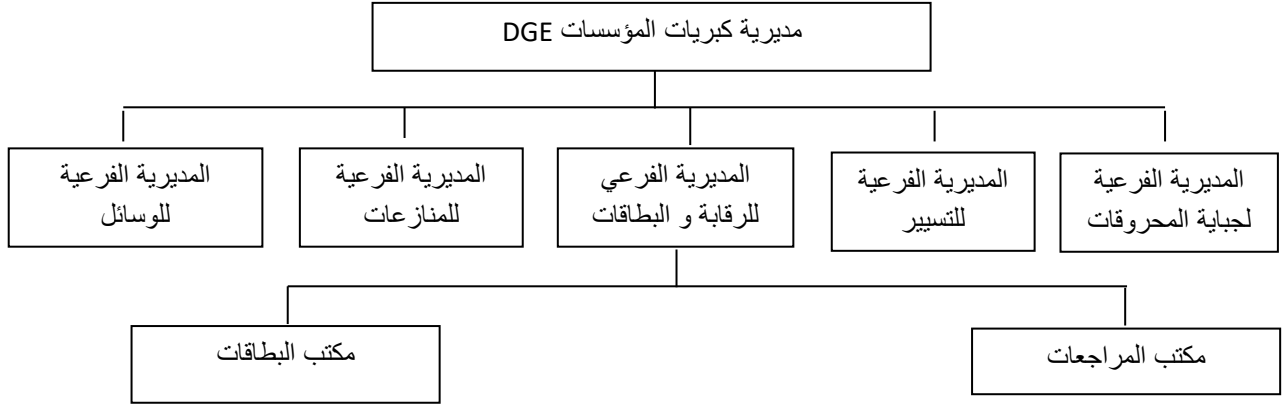 مديرية كبريات المؤسسات DGE
المديرية الفرعية
لجباية المحروقات
المديرية الفرعية
للتسيير
المديرية الفرعي
للرقابة و البطاقات
المديرية الفرعية
للمنازعات
المديرية الفرعية
للوسائل
مكتب المراجعات
مكتب البطاقات